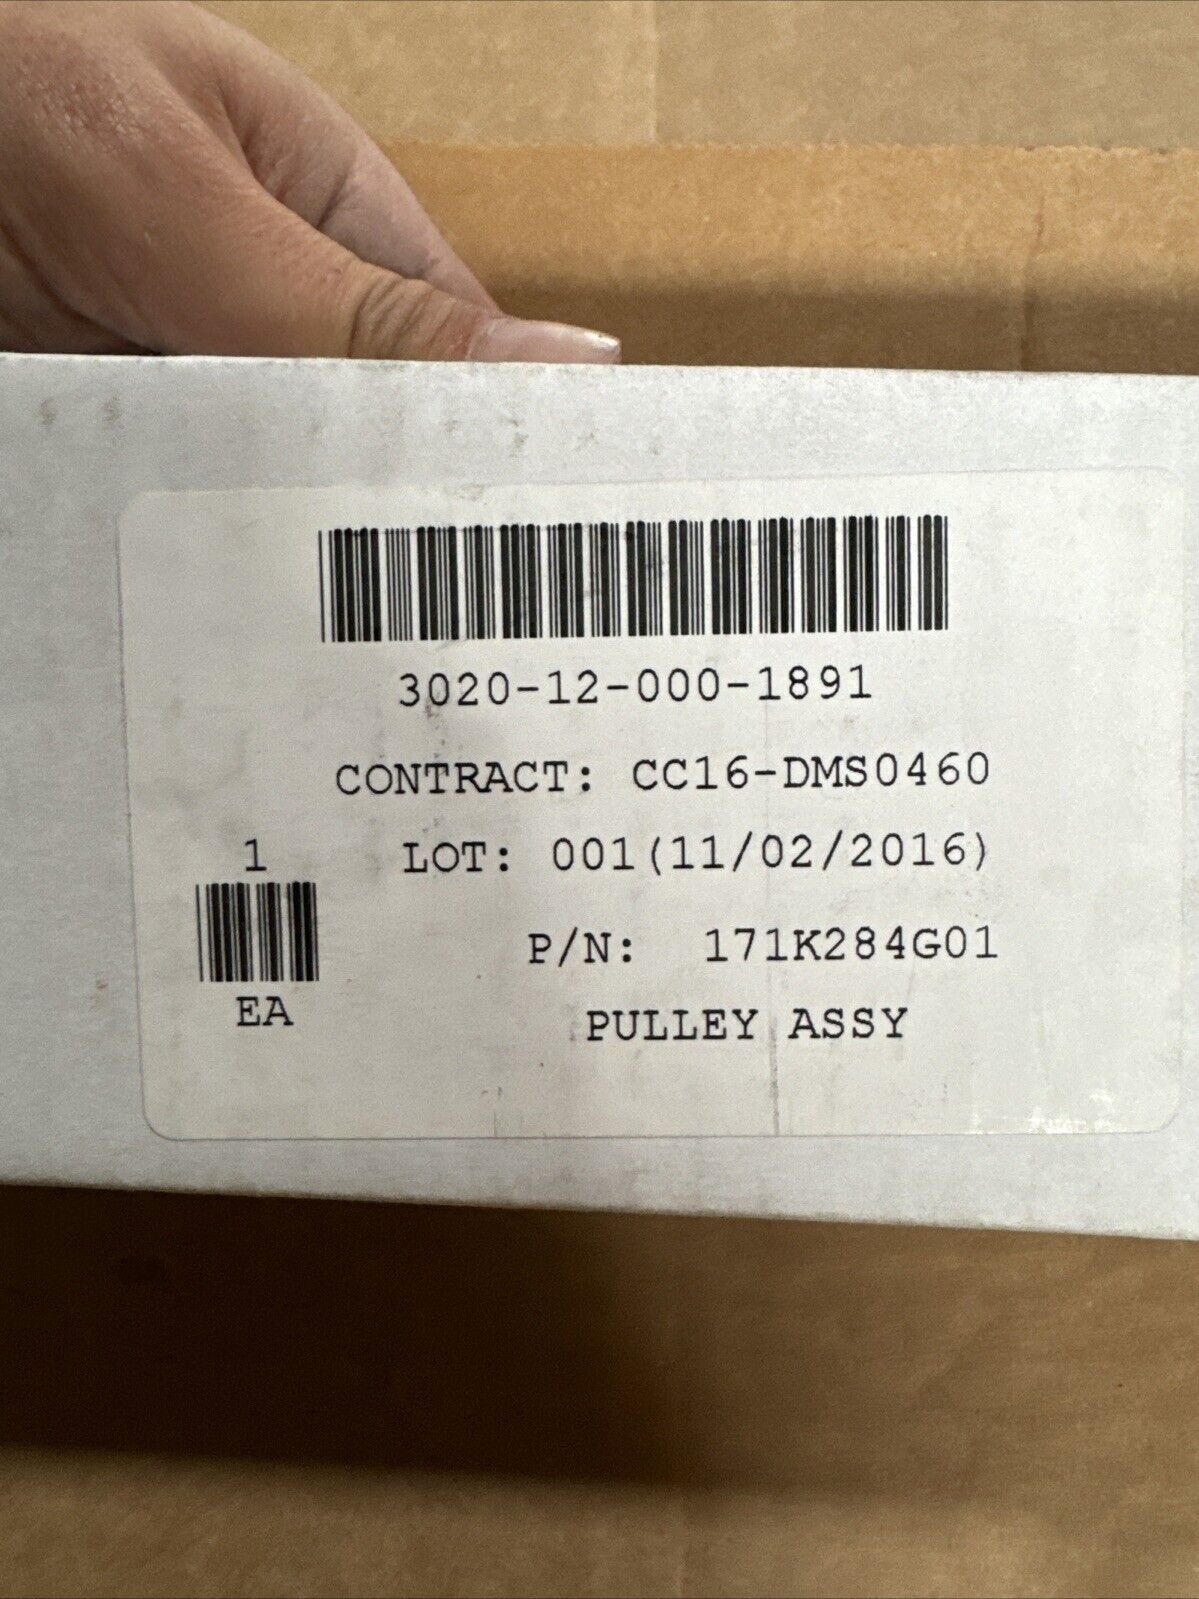 3020-12-000-1891
CONTRACT: CC16-DMS0460
LOT: 001(11/02/2016)
1
EA
P/N: 171K284G01
PULLEY ASSY